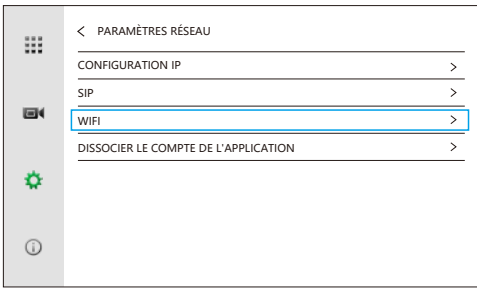 PARAMÈTRES RÉSEAU
CONFIGURATION IP
SIP
WIFI
DISSOCIER LE COMPTE DE L'APPLICATION